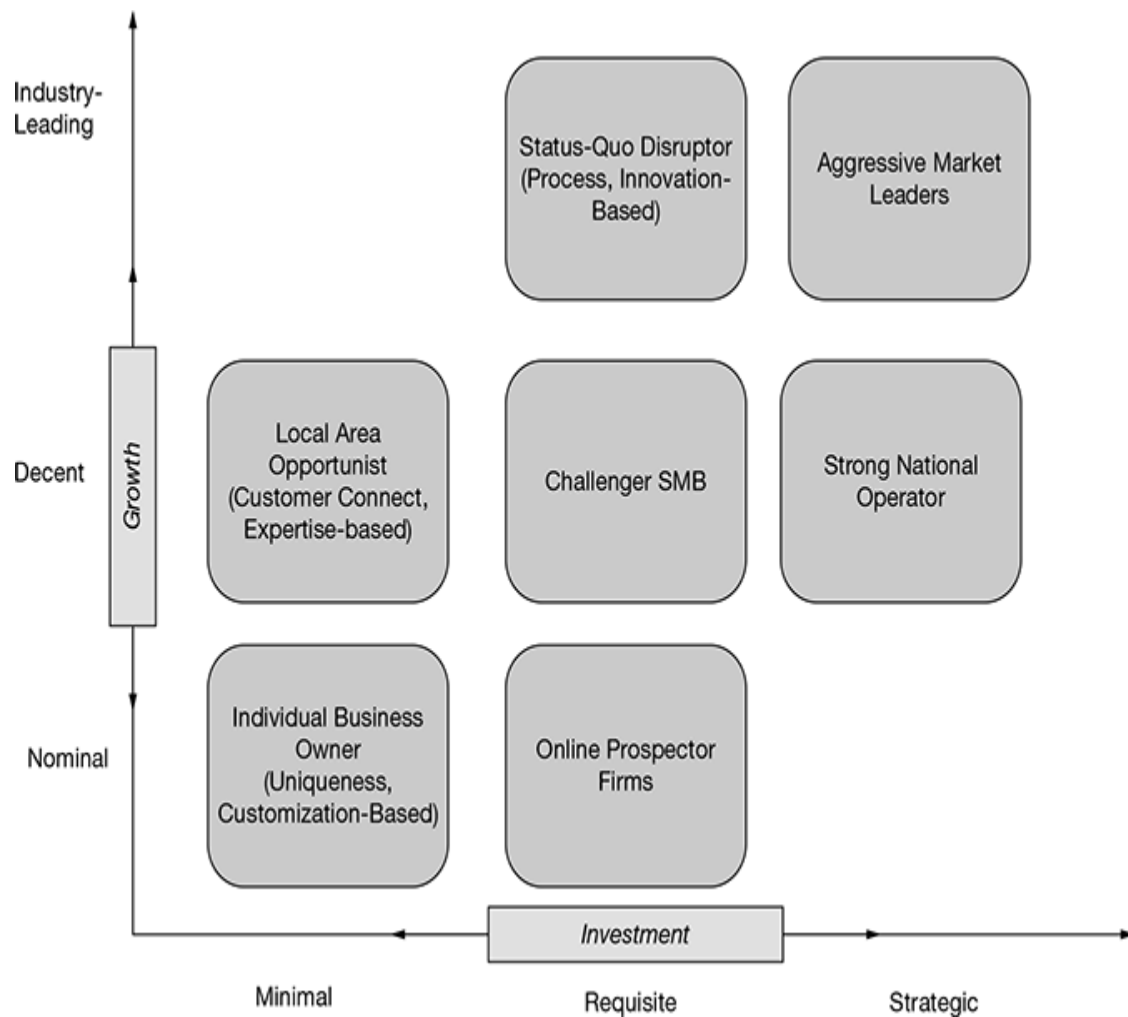 Industry-
Leading
Status-Quo Disruptor
(Process, Innovation-
Based)
Aggressive Market
Leaders
Decent
Growth
Local Area
Opportunist
(Customer Connect,
Expertise-based)
Challenger SMB
Strong National
Operator
Nominal
Individual Business
Owner
(Uniqueness,
Customization-Based)
Online Prospector
Firms
Investment
Minimal
Requisite
Strategic